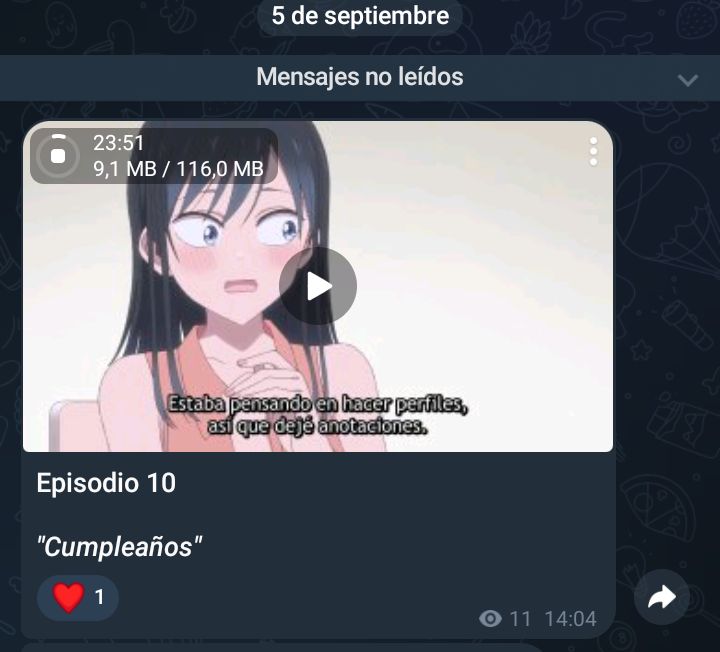 5 de septiembre
Mensajes no leídos
23:51
9,1 MB / 116,0 MB
Estaba pensando en hacer perfiles,
así que dejé anotaciones.
Episodio 10
"Cumpleaños"
1
11 14:04